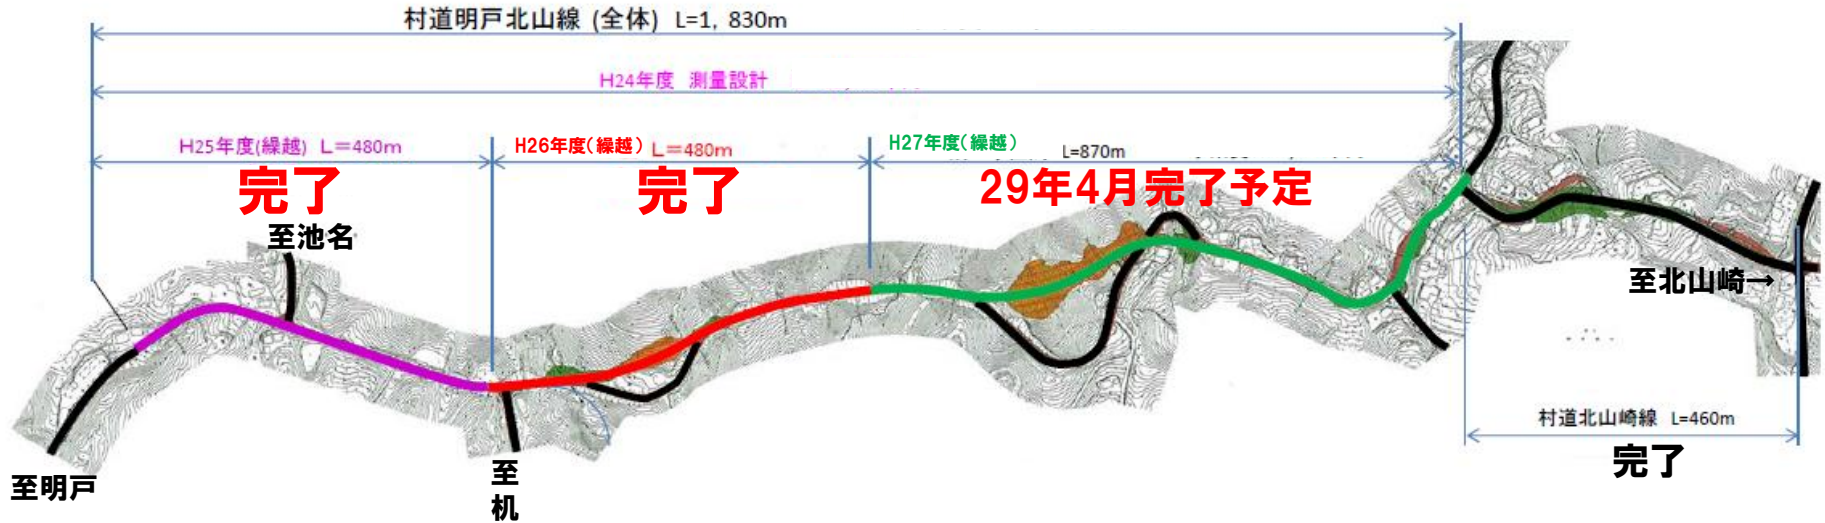 村道明戸北山線 (全体) L=1, 830m
H24年度 測量設計
H25年度(繰越) L=480m
H26年度(繰越) L=480m
H27年度(繰越)
L=870m
完了
完了
29年4月完了予定
至池名
至北山崎→
村道北山崎線 L=460m
完了
至明戸
至
机